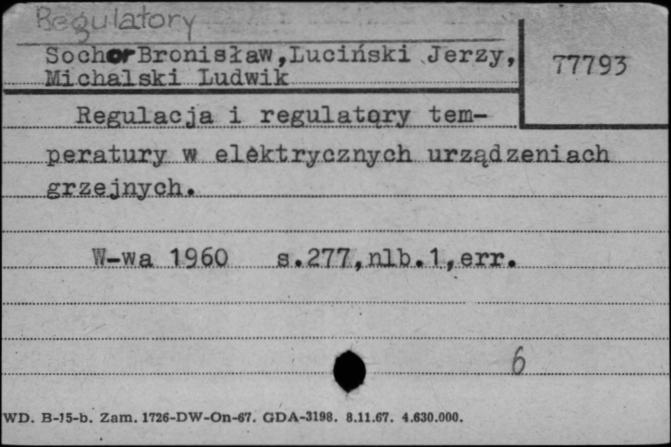 Regulatory
Sochor Bronisław, Luciński Jerzy,
Michalski Ludwik
77793
Regulacja i regulatory tem-
peratury w elektrycznych urządzeniach
grzejnych.
W-wa 1960 s.277,nlb.1,err.
6
WD. B-15-b. Zam. 1726-DW-On-67. GDA-3198. 8.11.67. 4.630.000.